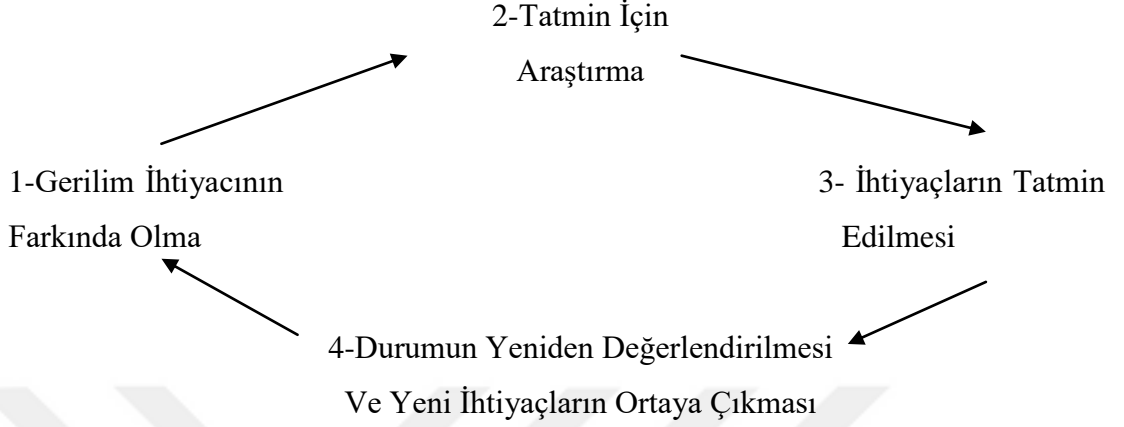 2-Tatmin İçin
Araştırma
1-Gerilim İhtiyacının
Farkında Olma
3- İhtiyaçların Tatmin
Edilmesi
4-Durumun Yeniden Değerlendirilmesi
Ve Yeni İhtiyaçların Ortaya Çıkması